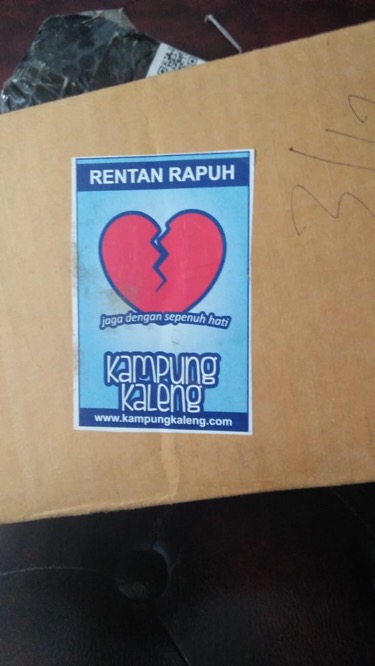 RENTAN RAPUH
jaga dengan sepenuh hati
kampung
kaleng
www.kampungkaleng.com